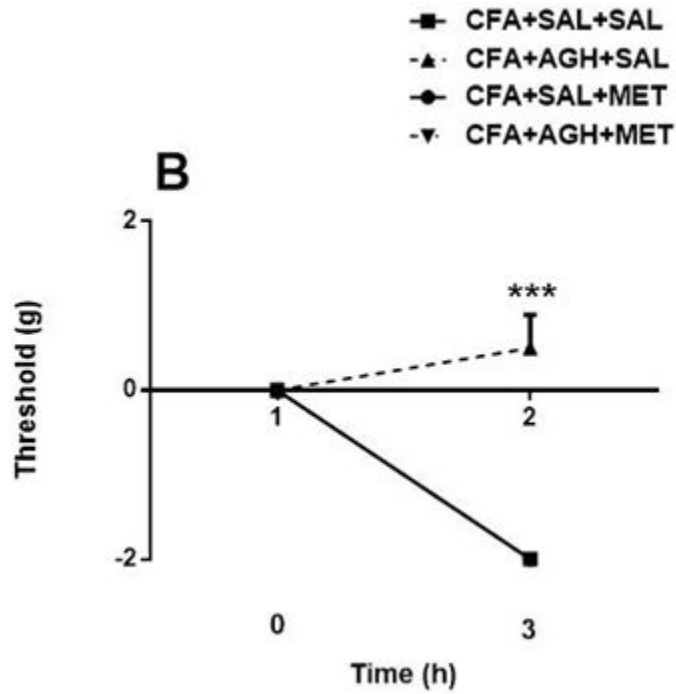 CFA+SAL+SAL
CFA+AGH+SAL
CFA+SAL+MET
CFA+AGH+MET
B
2
***
0
1
2
-2
Threshold (g)
0
3
Time (h)